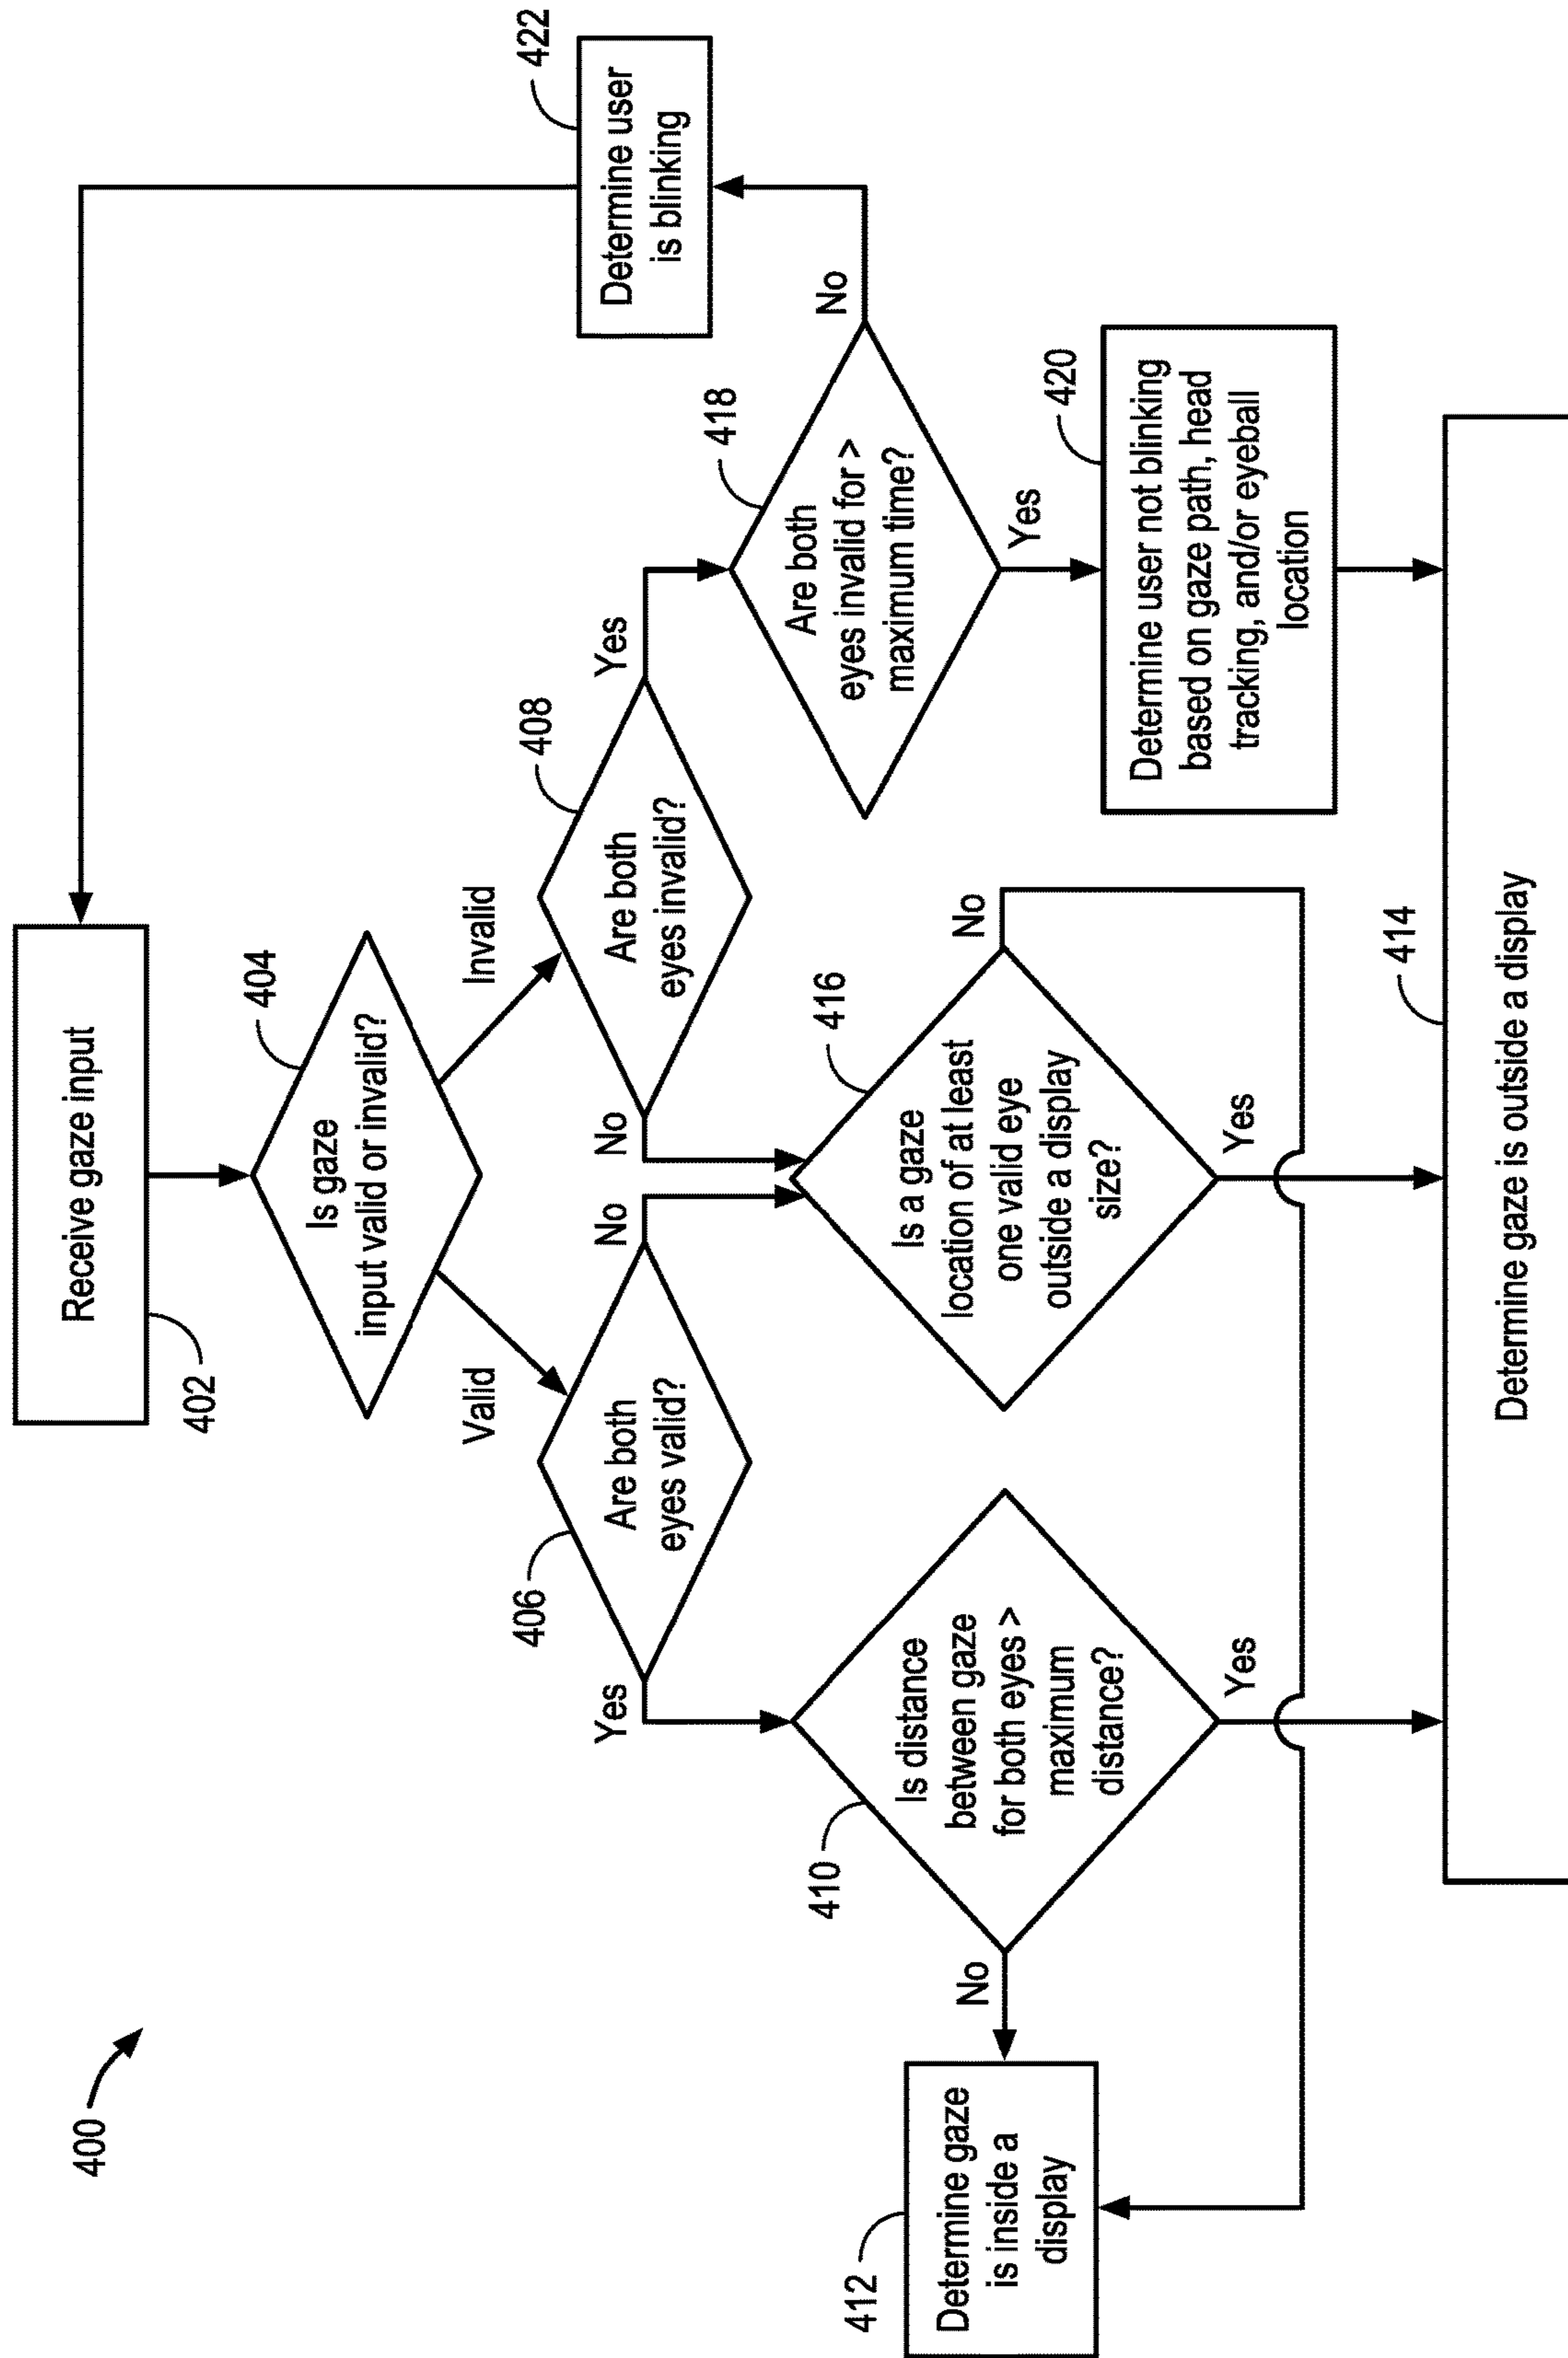 400
Receive gaze input
402
404
Is gaze
input valid or invalid?
Valid
Invalid
406
Are both
eyes valid?
Yes
No
408
Are both
eyes invalid?
No
Yes
410
Is distance
between gaze
for both eyes >
maximum
distance?
No
Yes
416
Is a gaze
location of at least
one valid eye
outside a display
size?
No
Yes
418
Are both
eyes invalid for >
maximum time?
No
Yes
422
Determine user
is blinking
412
Determine gaze
is inside a
display
420
Determine user not blinking
based on gaze path, head
tracking, and/or eyeball
location
414
Determine gaze is outside a display